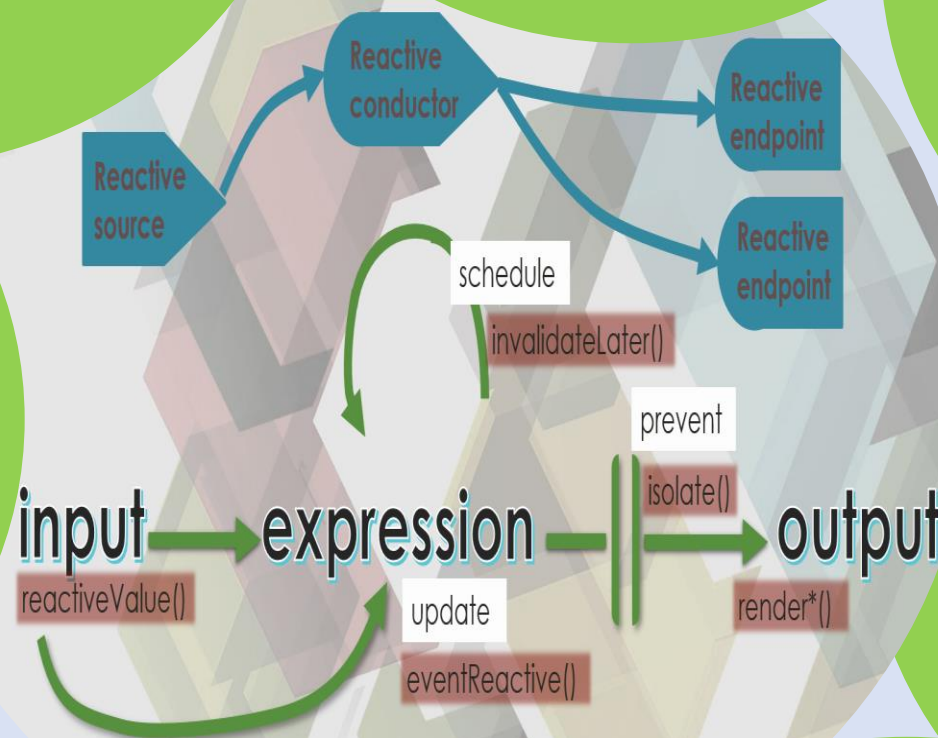 Reactive
conductor
Reactive
endpoint
Reactive
source
Reactive
endpoint
schedule
invalidateLater()
prevent
isolate()
input
expression
output
reactiveValue()
update
render*()
eventReactive()